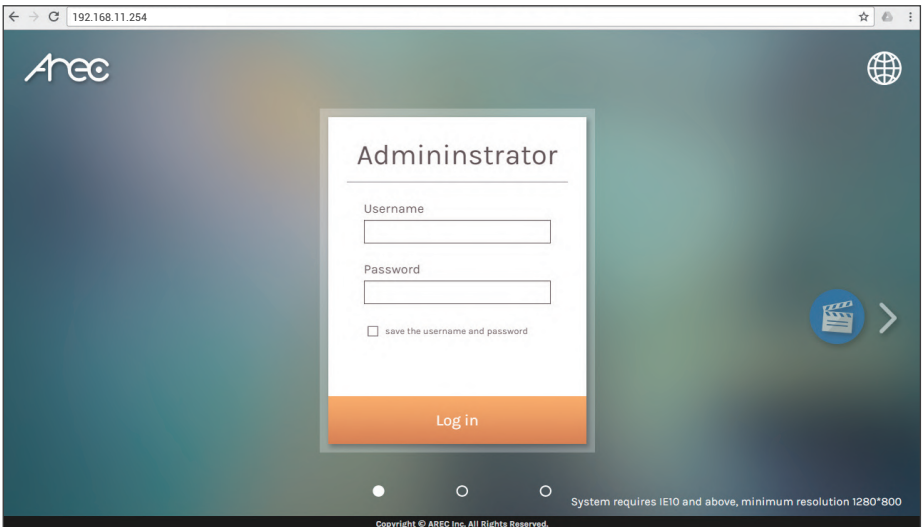 192.168.11.254
Arec
Admininstrator
Username
Password
save the username and password
Log in
System requires IE10 and above, minimum resolution 1280*800
Copyright © AREC Inc. All Rights Reserved.